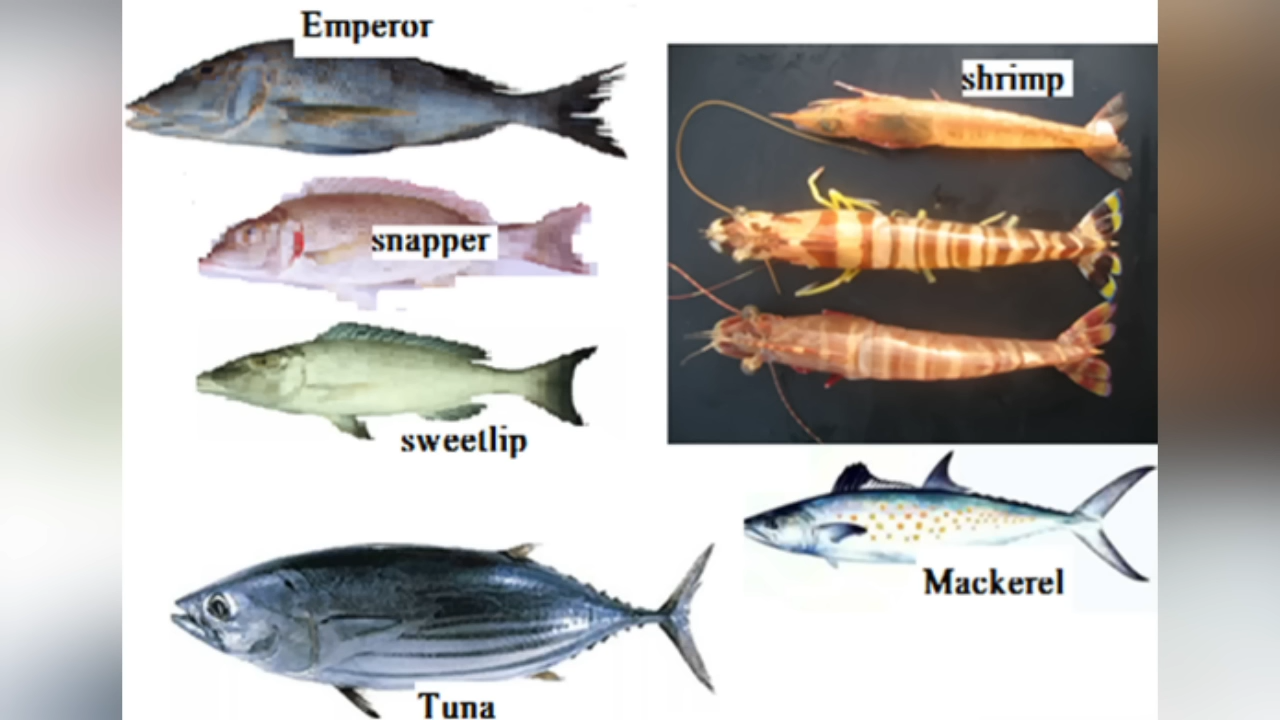 Emperor
shrimp
snapper
sweetlip
Mackerel
Tuna